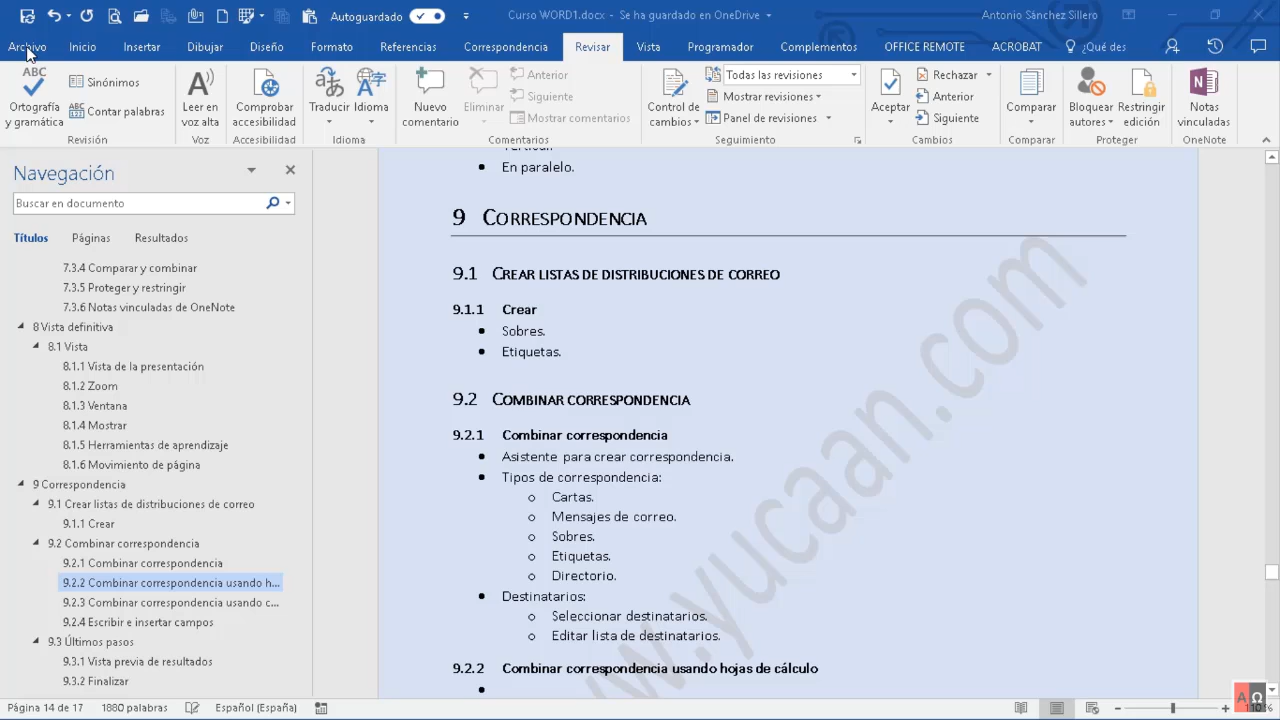 Autoguardado
Curso WORD1.docx - Se ha guardado en OneDrive
Antonio Sánchez Sillero
Archivo Inicio Insertar Dibujar Diseño Formato Referencias Correspondencia Revisar Vista Programador Complementos OFFICE REMOTE ACROBAT ¿Qué des
ABC
Ortografía y gramática
Sinónimos
ABC
123
Contar palabras
Revisión
Leer en voz alta
Voz
Comprobar accesibilidad
Accesibilidad
Traducir
Idioma
Idioma
Nuevo comentario
Eliminar
Anterior
Siguiente
Mostrar comentarios
Comentarios
Control de cambios
Todas las revisiones
Mostrar revisiones
Panel de revisiones
Seguimiento
Aceptar
Rechazar
Anterior
Siguiente
Cambios
Comparar
Comparar
Bloquear autores
Restringir edición
Proteger
Notas vinculadas
OneNote
Navegación
Buscar en documento
Títulos Páginas Resultados
7.3.4 Comparar y combinar
7.3.5 Proteger y restringir
7.3.6 Notas vinculadas de OneNote
8 Vista definitiva
8.1 Vista
8.1.1 Vista de la presentación
8.1.2 Zoom
8.1.3 Ventana
8.1.4 Mostrar
8.1.5 Herramientas de aprendizaje
8.1.6 Movimiento de página
9 Correspondencia
9.1 Crear listas de distribuciones de correo
9.1.1 Crear
9.2 Combinar correspondencia
9.2.1 Combinar correspondencia
9.2.2 Combinar correspondencia usando h...
9.2.3 Combinar correspondencia usando c...
9.2.4 Escribir e insertar campos
9.3 Últimos pasos
9.3.1 Vista previa de resultados
9.3.2 Finalizar
• En paralelo.
9 CORRESPONDENCIA
9.1 CREAR LISTAS DE DISTRIBUCIONES DE CORREO
9.1.1 Crear
• Sobres.
• Etiquetas.
9.2 COMBINAR CORRESPONDENCIA
9.2.1 Combinar correspondencia
• Asistente para crear correspondencia.
• Tipos de correspondencia:
o Cartas.
o Mensajes de correo.
o Sobres.
o Etiquetas.
o Directorio.
• Destinatarios:
o Seleccionar destinatarios.
o Editar lista de destinatarios.
9.2.2 Combinar correspondencia usando hojas de cálculo
•
www.yucaan.com
Página 14 de 17 1880 palabras Español (España)
AΩ